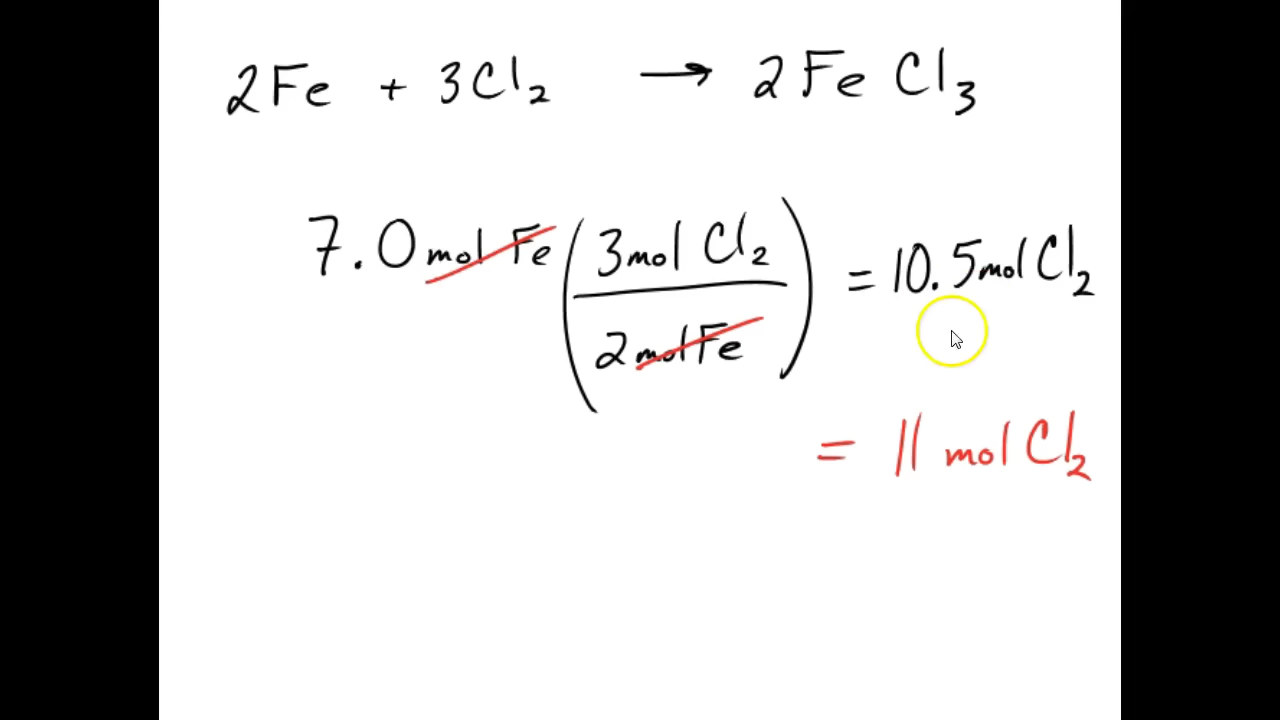 2Fe + 3Cl₂ → 2FeCl₃
7.0 mol Fe (3 mol Cl₂ / 2 mol Fe) = 10.5 mol Cl₂
= 11 mol Cl₂